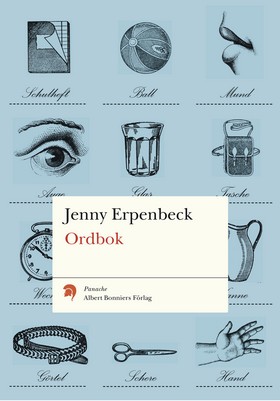 Schulheft Ball Mund
Auge Glas Tasche
Jenny Erpenbeck
Ordbok
Panache
Albert Bonniers Förlag
Gürtel Schere Hand